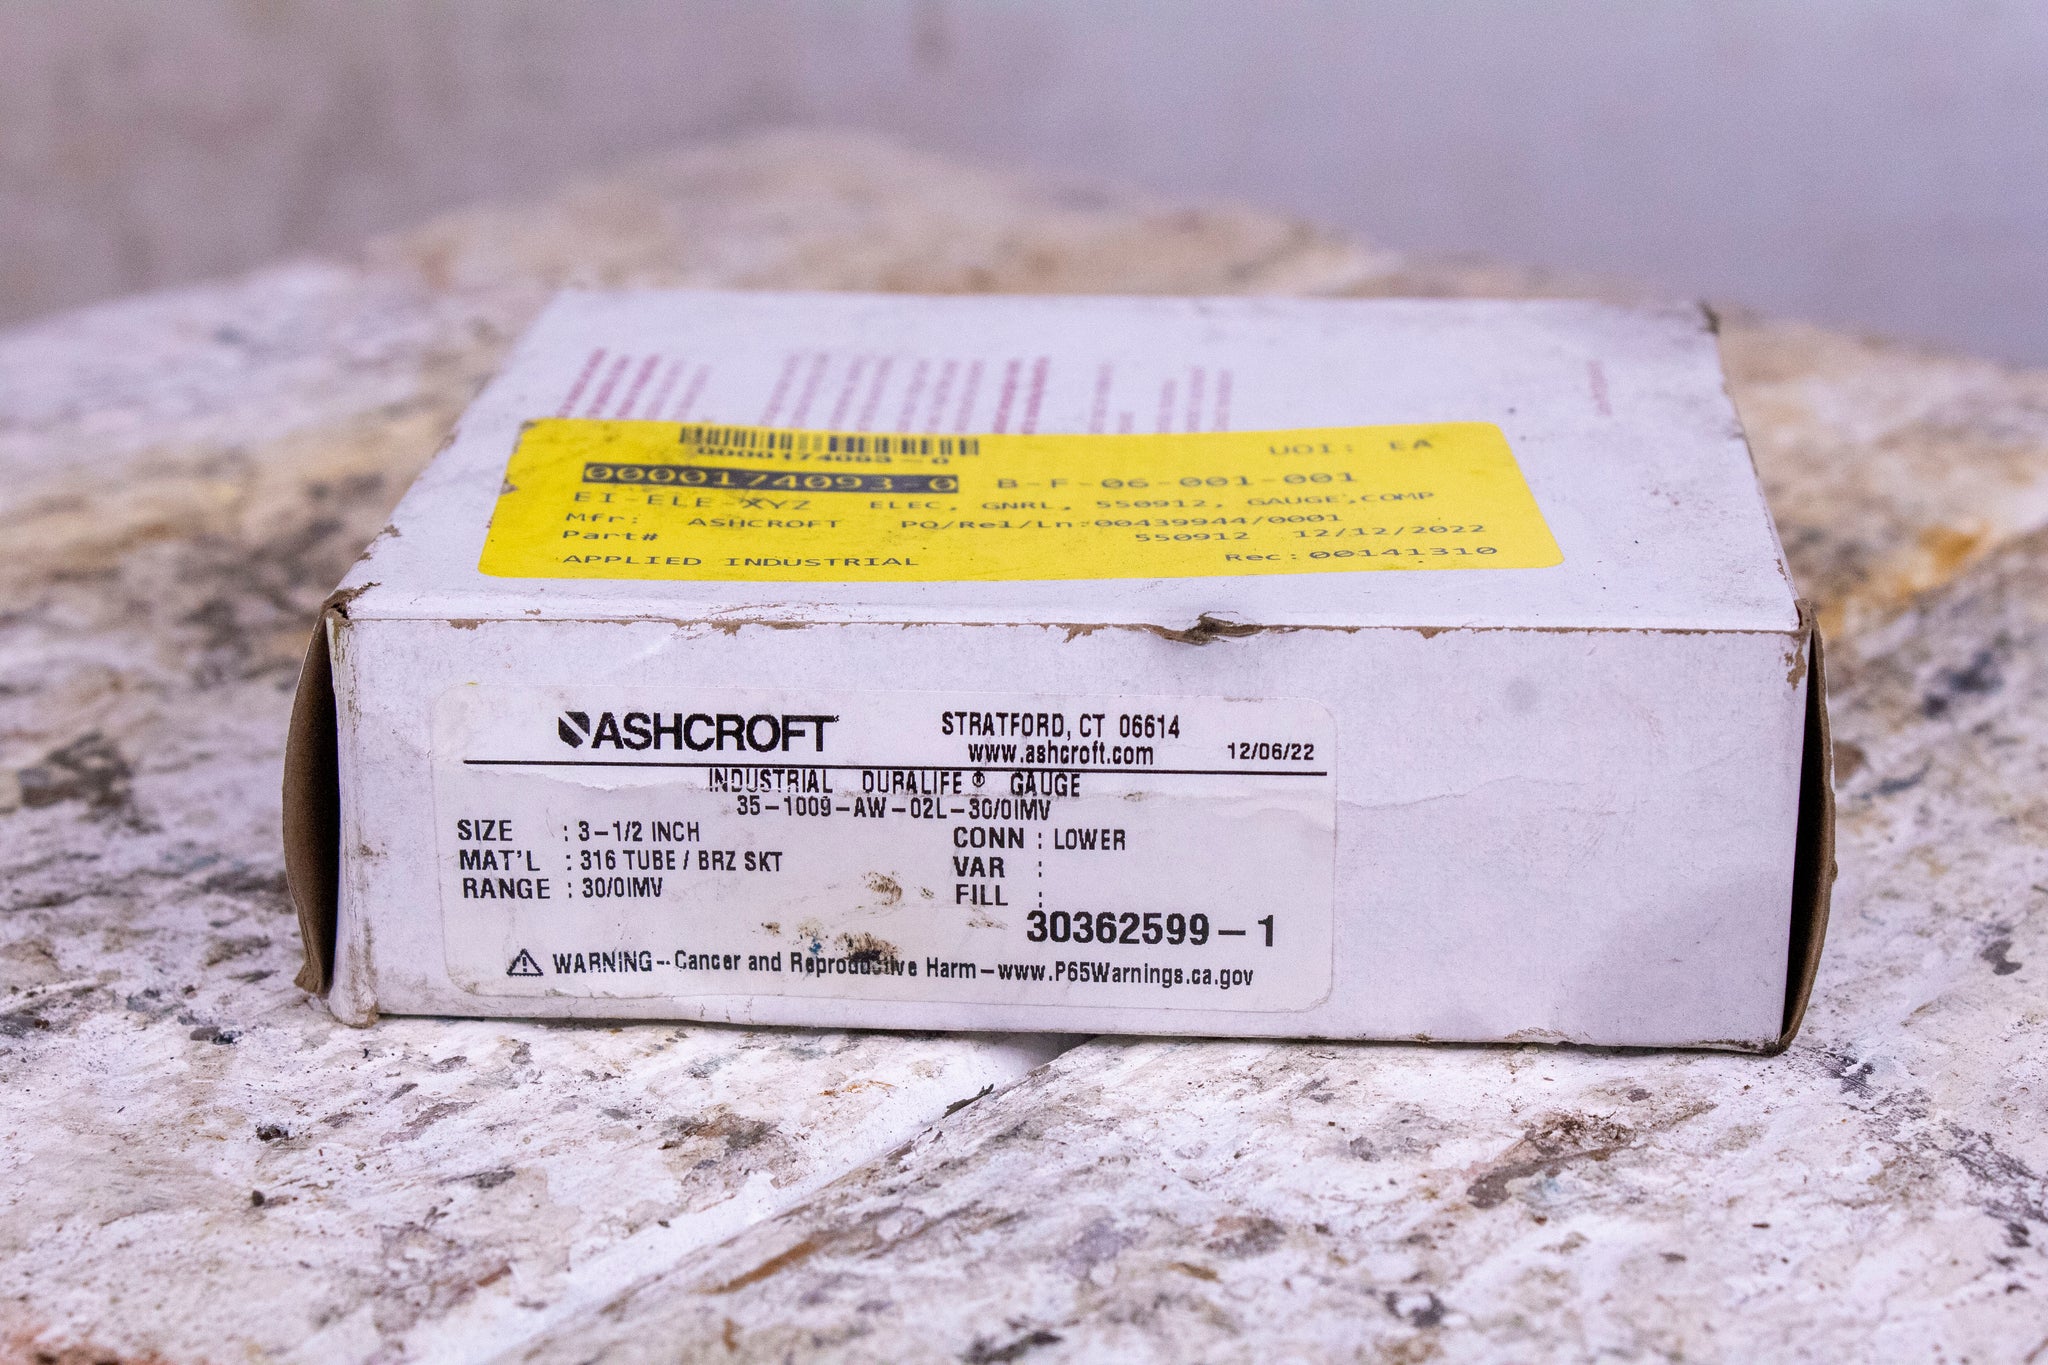 0000174093-0
UOI: EA
0000174093-0 B-F-06-001-001
EI-ELE-XYZ ELEC, GNRL, 550912, GAUGE,COMP
Mfr: ASHCROFT PO/Rel/Ln:00439944/0001
Part# 550912 12/12/2022
APPLIED INDUSTRIAL Rec:00141310
ASHCROFT STRATFORD, CT 06614
www.ashcroft.com 12/06/22
INDUSTRIAL DURALIFE® GAUGE
35-1009-AW-02L-30/0IMV
SIZE : 3-1/2 INCH CONN : LOWER
MAT'L : 316 TUBE / BRZ SKT VAR :
RANGE : 30/0IMV FILL :
30362599-1
WARNING--Cancer and Reproductive Harm-www.P65Warnings.ca.gov